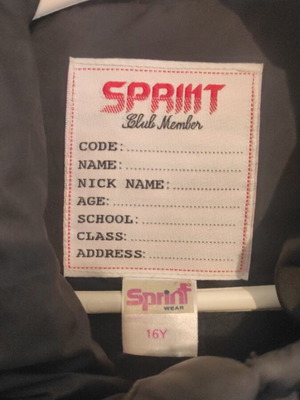 SPRINT
Club Member
CODE:
NAME:
NICK NAME:
AGE:
SCHOOL:
CLASS:
ADDRESS:
Sprint
WEAR
16Y